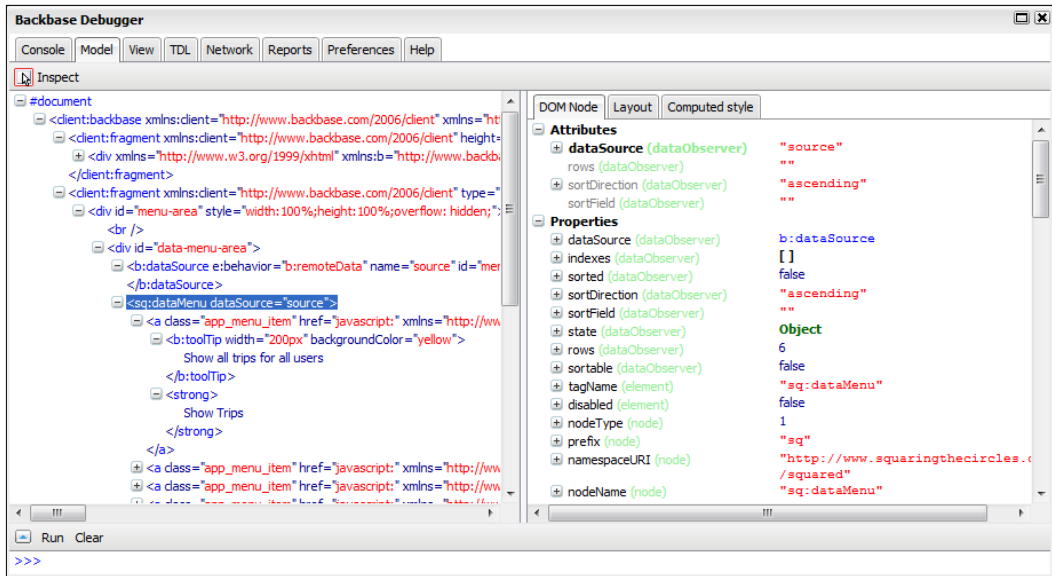 Backbase Debugger
Console Model View TDL Network Reports Preferences Help
Inspect
#document
<client:backbase xmlns:client="http://www.backbase.com/2006/client" xmlns="ht
<client:fragment xmlns:client="http://www.backbase.com/2006/client" height=
<div xmlns="http://www.w3.org/1999/xhtml" xmlns:b="http://www.backb
</client:fragment>
<client:fragment xmlns:client="http://www.backbase.com/2006/client" type="
<div id="menu-area" style="width:100%;height:100%;overflow: hidden;">
<br />
<div id="data-menu-area">
<b:dataSource e:behavior="b:remoteData" name="source" id="mer
</b:dataSource>
<sq:dataMenu dataSource="source">
<a class="app_menu_item" href="javascript:" xmlns="http://ww
<b:toolTip width="200px" backgroundColor="yellow">
Show all trips for all users
</b:toolTip>
<strong>
Show Trips
</strong>
</a>
<a class="app_menu_item" href="javascript:" xmlns="http://ww
<a class="app_menu_item" href="javascript:" xmlns="http://ww
DOM Node Layout Computed style
Attributes
dataSource (dataObserver) "source"
rows (dataObserver) ""
sortDirection (dataObserver) "ascending"
sortField (dataObserver) ""
Properties
dataSource (dataObserver) b:dataSource
indexes (dataObserver) []
sorted (dataObserver) false
sortDirection (dataObserver) "ascending"
sortField (dataObserver) ""
state (dataObserver) Object
rows (dataObserver) 6
sortable (dataObserver) false
tagName (element) "sq:dataMenu"
disabled (element) false
nodeType (node) 1
prefix (node) "sq"
namespaceURI (node) "http://www.squaringthecircles.c
/squared"
nodeName (node) "sq:dataMenu"
Run Clear
>>>